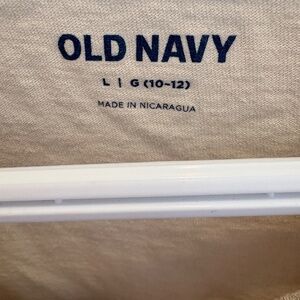 OLD NAVY
L | G (10-12)
MADE IN NICARAGUA